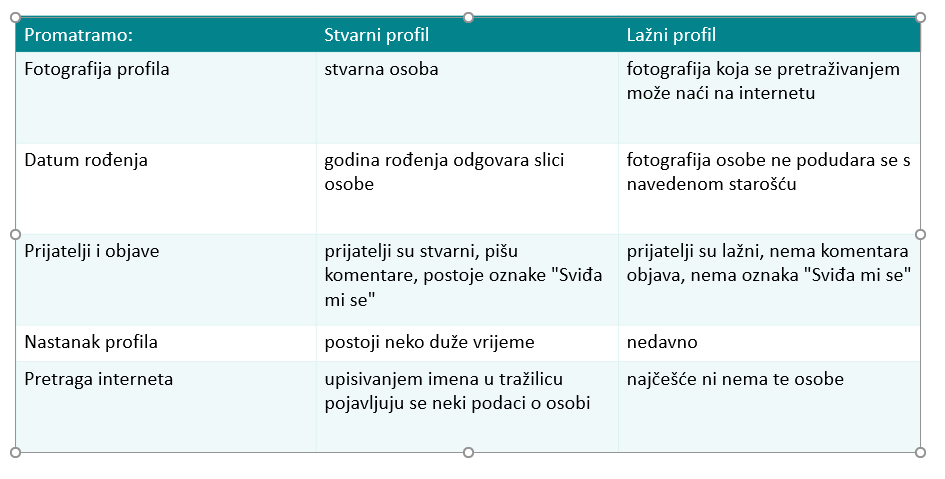 Promatramo:
Stvarni profil
Lažni profil
Fotografija profila
stvarna osoba
fotografija koja se pretraživanjem
može naći na internetu
Datum rođenja
godina rođenja odgovara slici
osobe
fotografija osobe ne podudara se s
navedenom starošću
Prijatelji i objave
prijatelji su stvarni, pišu
komentare, postoje oznake "Sviđa
mi se"
prijatelji su lažni, nema komentara
objava, nema oznaka "Sviđa mi se"
Nastanak profila
postoji neko duže vrijeme
nedavno
Pretraga interneta
upisivanjem imena u tražilicu
pojavljuju se neki podaci o osobi
najčešće ni nema te osobe